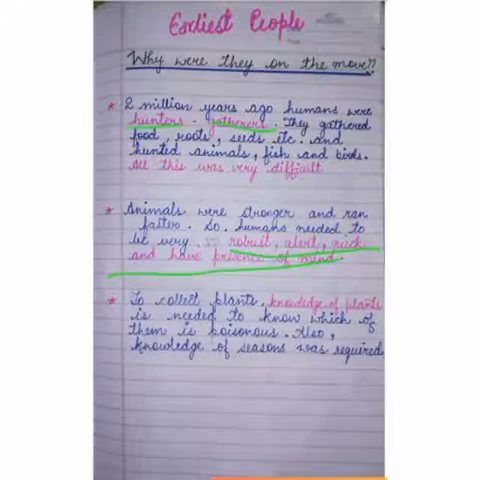 Earliest People
Why were they on the move??
* 2 million years ago humans were
hunters - gatherers. They gathered
food, roots, seeds etc. and
hunted animals, fish and birds.
All this was very difficult
* Animals were stronger and ran
faster. So, humans needed to
be very robust, alert, quick
and have presence of mind.
* To collect plants, knowledge of plants
is needed to know which of
them is poisonous. Also,
knowledge of seasons was required